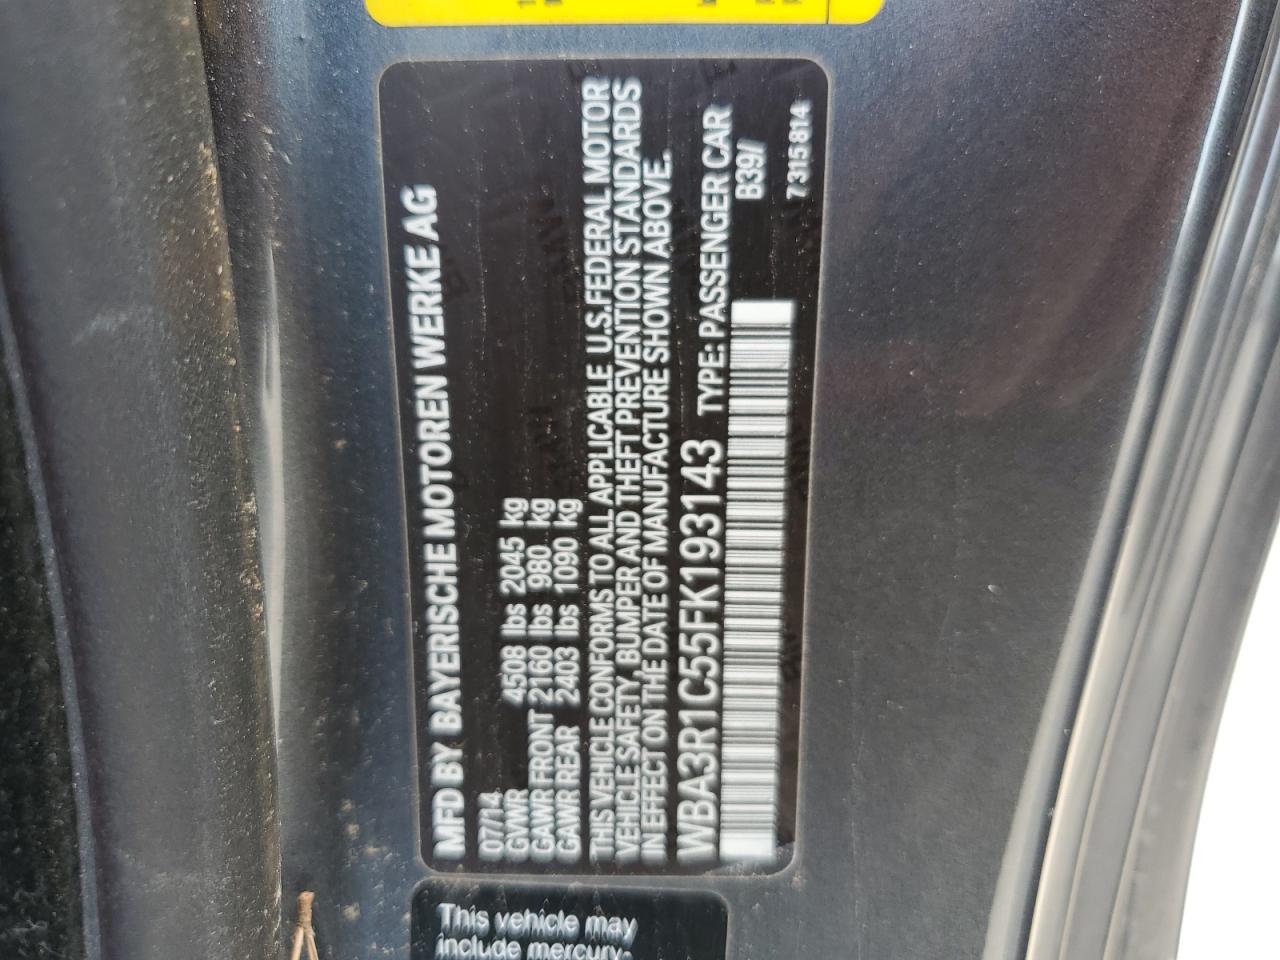 MFD BY BAYERISCHE MOTOREN WERKE AG
07/14
GVWR 4508 lbs 2045 kg
GAWR FRONT 2160 lbs 980 kg
GAWR REAR 2403 lbs 1090 kg
THIS VEHICLE CONFORMS TO ALL APPLICABLE U.S.FEDERAL MOTOR
VEHICLE SAFETY, BUMPER AND THEFT PREVENTION STANDARDS
IN EFFECT ON THE DATE OF MANUFACTURE SHOWN ABOVE.
WBA3R1C55FK193143 TYPE: PASSENGER CAR
B39//
7 315 814
This vehicle may
include mercury-